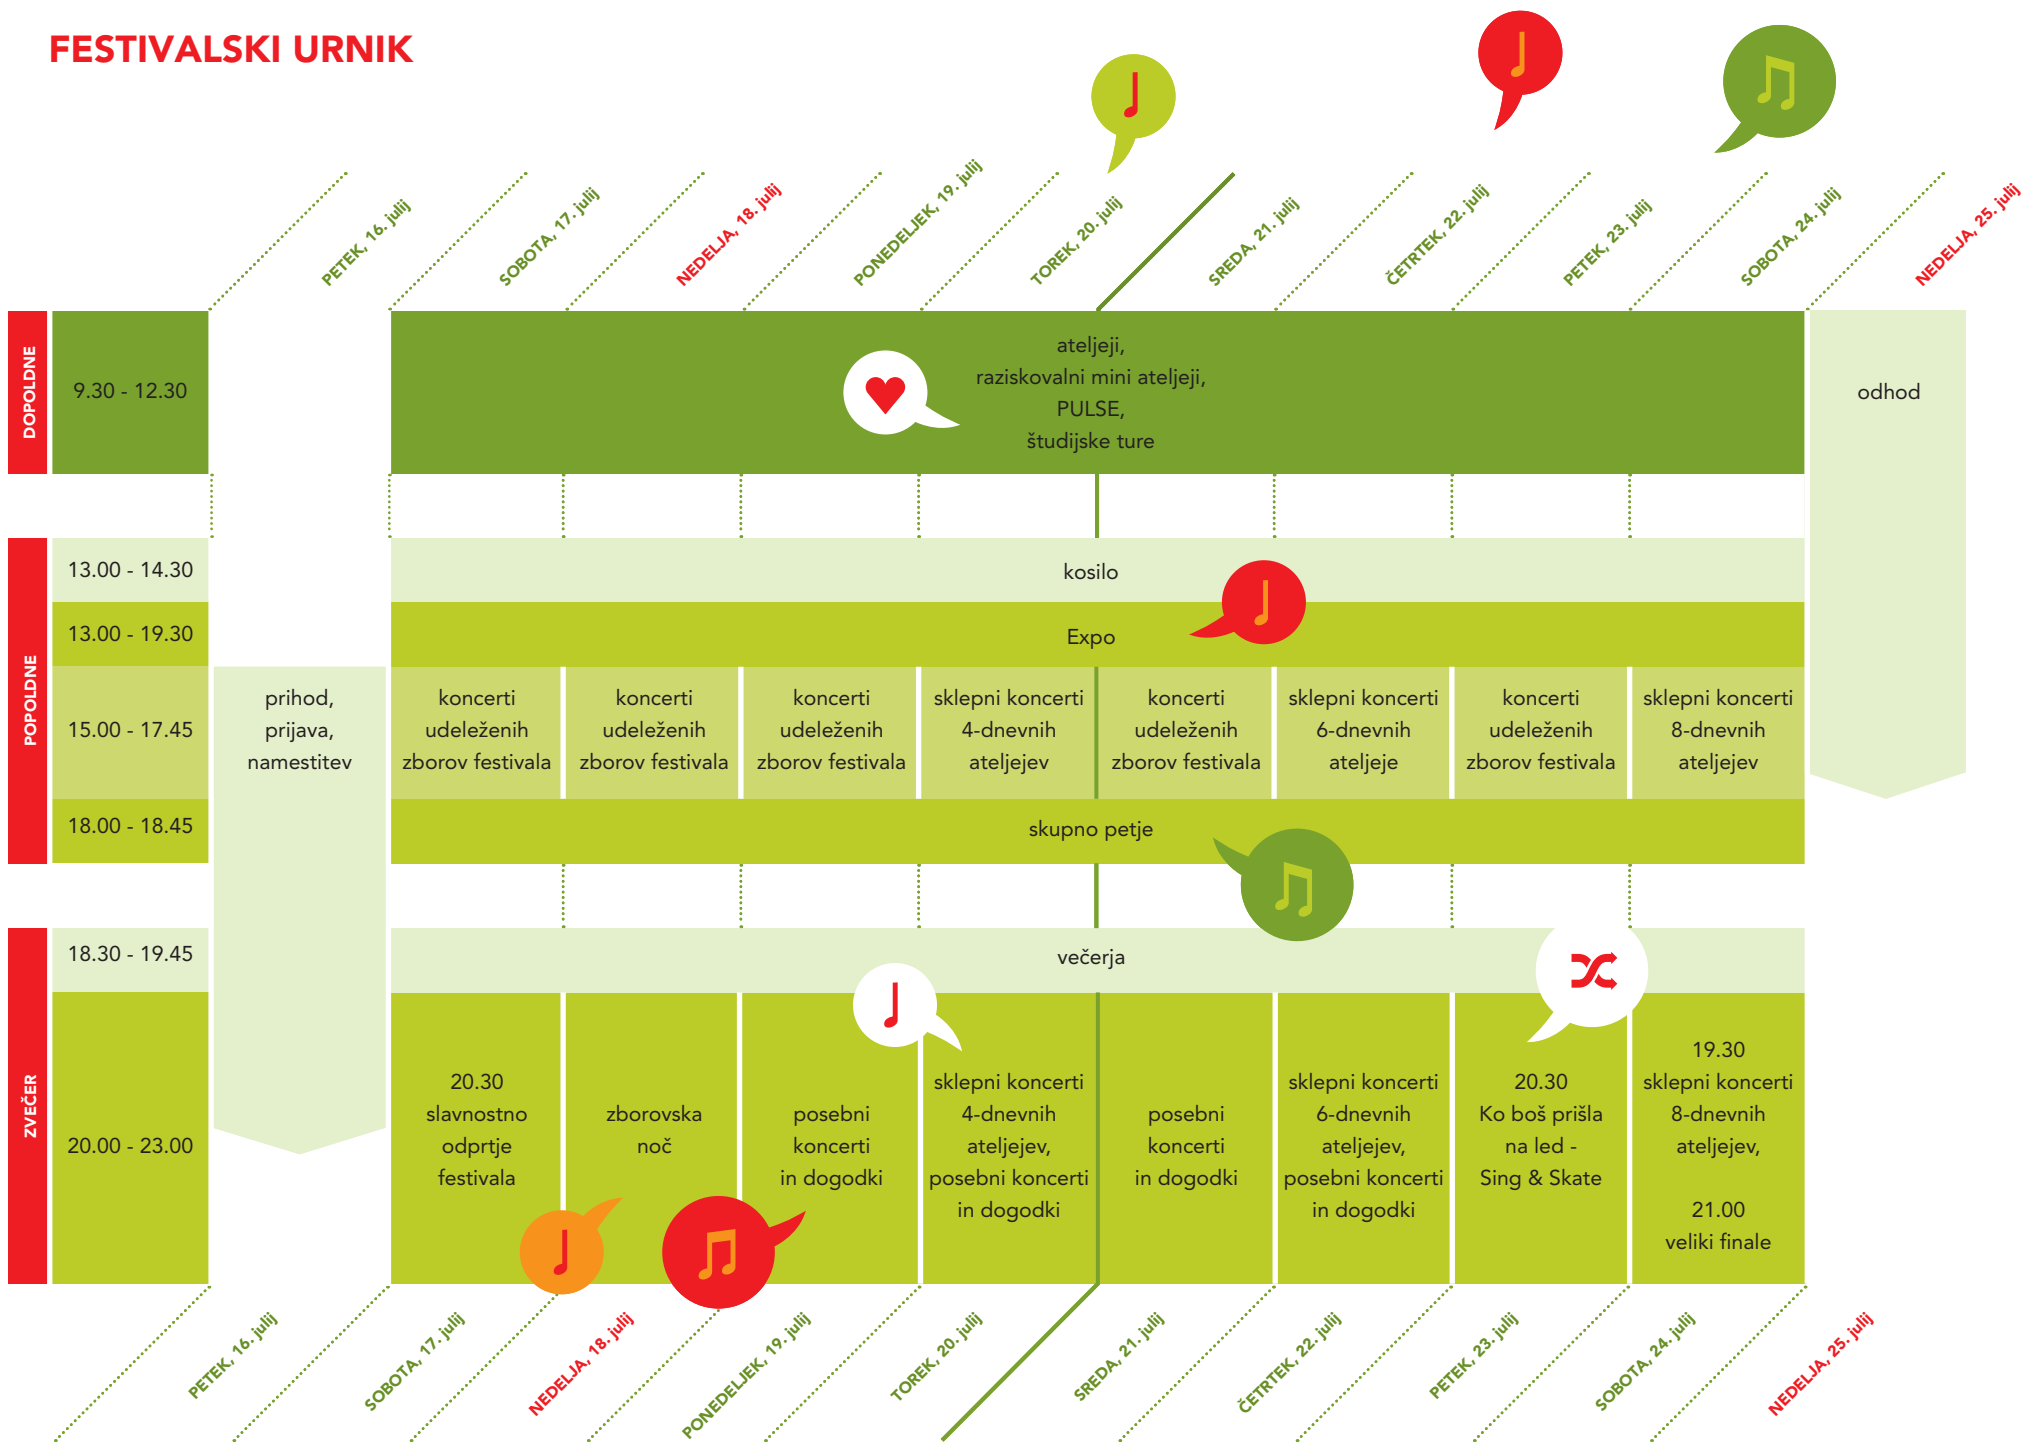 FESTIVALSKI URNIK
PETEK, 16. julij
SOBOTA, 17. julij
NEDELJA, 18. julij
PONEDELJEK, 19. julij
TOREK, 20. julij
SREDA, 21. julij
ČETRTEK, 22. julij
PETEK, 23. julij
SOBOTA, 24. julij
NEDELJA, 25. julij
DOPOLDNE
9.30 - 12.30
ateljeji,
raziskovalni mini ateljeji,
PULSE,
študijske ture
odhod
POPOLDNE
13.00 - 14.30
kosilo
13.00 - 19.30
Expo
15.00 - 17.45
prihod,
prijava,
namestitev
koncerti
udeleženih
zborov festivala
koncerti
udeleženih
zborov festivala
koncerti
udeleženih
zborov festivala
sklepni koncerti
4-dnevnih
ateljejev
koncerti
udeleženih
zborov festivala
sklepni koncerti
6-dnevnih
ateljeje
koncerti
udeleženih
zborov festivala
sklepni koncerti
8-dnevnih
ateljejev
18.00 - 18.45
skupno petje
ZVEČER
18.30 - 19.45
večerja
20.00 - 23.00
20.30
slavnostno
odprtje
festivala
zborovska
noč
posebni
koncerti
in dogodki
sklepni koncerti
4-dnevnih
ateljejev,
posebni koncerti
in dogodki
posebni
koncerti
in dogodki
sklepni koncerti
6-dnevnih
ateljejev,
posebni koncerti
in dogodki
20.30
Ko boš prišla
na led -
Sing & Skate
19.30
sklepni koncerti
8-dnevnih
ateljejev,
21.00
veliki finale
PETEK, 16. julij
SOBOTA, 17. julij
NEDELJA, 18. julij
PONEDELJEK, 19. julij
TOREK, 20. julij
SREDA, 21. julij
ČETRTEK, 22. julij
PETEK, 23. julij
SOBOTA, 24. julij
NEDELJA, 25. julij